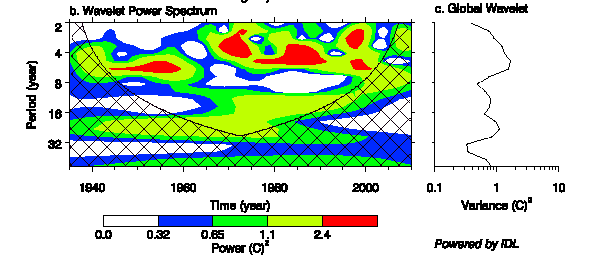 b. Wavelet Power Spectrum
c. Global Wavelet
Period (year)
2
4
8
16
32
1940 1960 1980 2000
Time (year)
0.0 0.32 0.65 1.1 2.4
Power (C)²
0.1 1 10
Variance (C)²
Powered by IDL